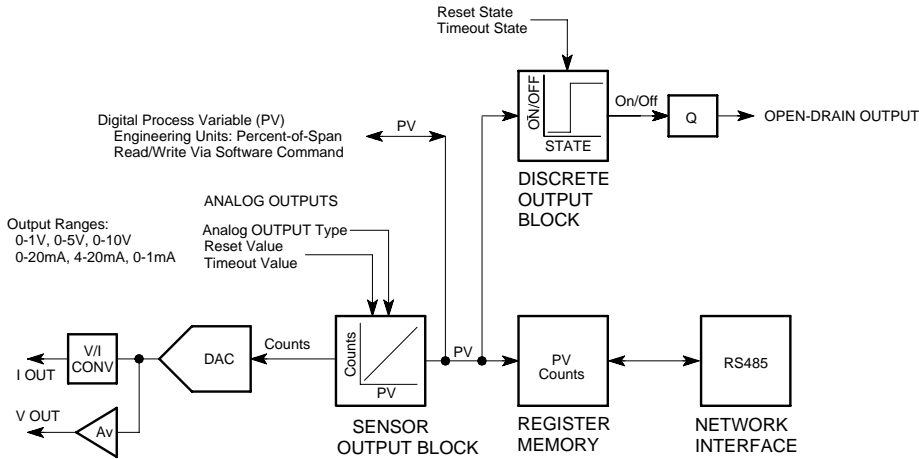 Reset State
Timeout State
ON/OFF
STATE
On/Off
Q
OPEN-DRAIN OUTPUT
DISCRETE
OUTPUT
BLOCK
Digital Process Variable (PV)
Engineering Units: Percent-of-Span
Read/Write Via Software Command
PV
ANALOG OUTPUTS
Output Ranges:
0-1V, 0-5V, 0-10V
0-20mA, 4-20mA, 0-1mA
Analog OUTPUT Type
Reset Value
Timeout Value
V/I
CONV
I OUT
V OUT
Av
DAC
Counts
Counts
PV
SENSOR
OUTPUT BLOCK
PV
PV
Counts
REGISTER
MEMORY
RS485
NETWORK
INTERFACE